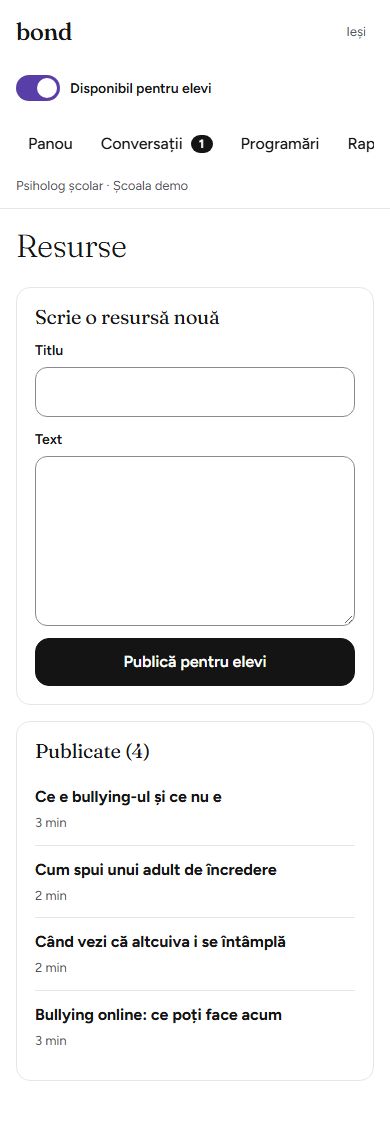 bond
Ieși
Disponibil pentru elevi
Panou
Conversații 1
Programări
Rap
Psiholog școlar · Școala demo
Resurse
Scrie o resursă nouă
Titlu
Text
Publică pentru elevi
Publicate (4)
Ce e bullying-ul și ce nu e
3 min
Cum spui unui adult de încredere
2 min
Când vezi că altcuiva i se întâmplă
2 min
Bullying online: ce poți face acum
3 min